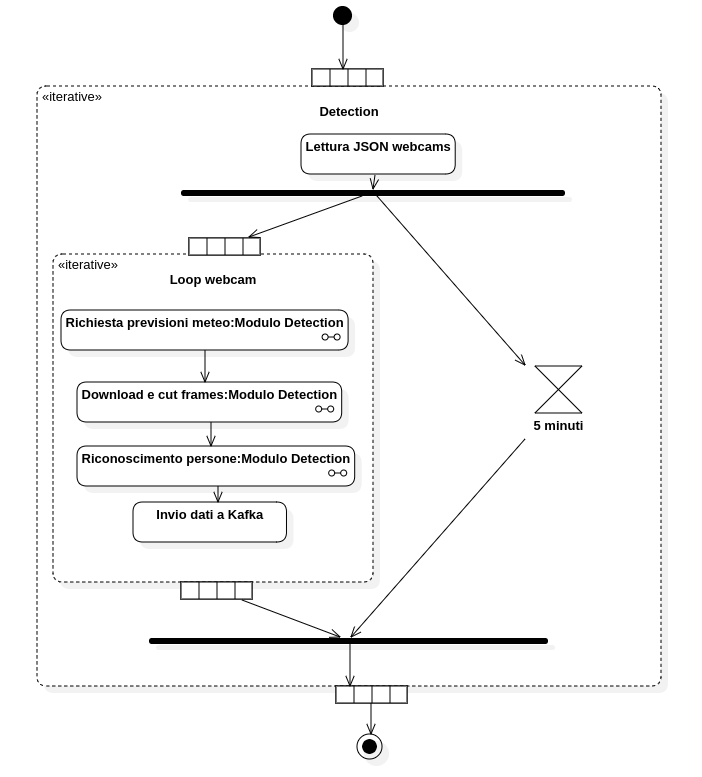 «iterative»
Detection
Lettura JSON webcams
«iterative»
Loop webcam
Richiesta previsioni meteo:Modulo Detection
Download e cut frames:Modulo Detection
5 minuti
Riconoscimento persone:Modulo Detection
Invio dati a Kafka